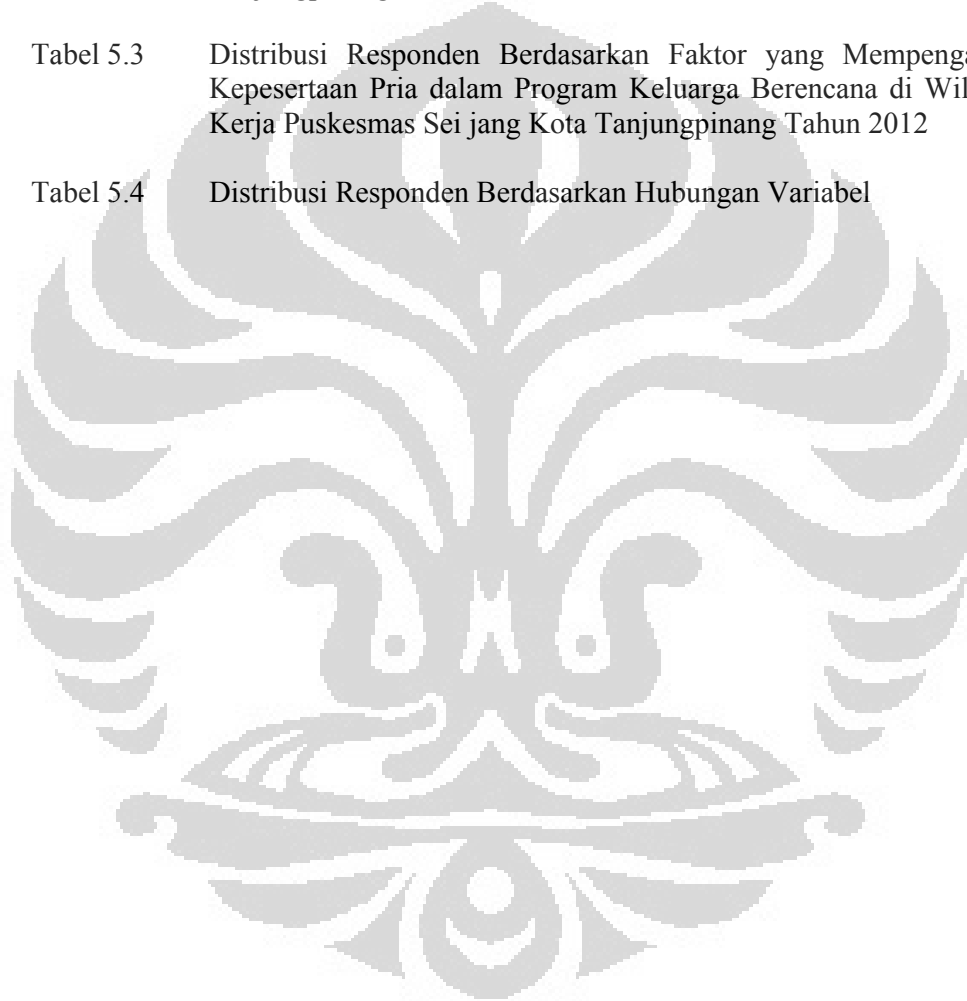 Tabel 5.3 Distribusi Responden Berdasarkan Faktor yang Mempenga
Kepesertaan Pria dalam Program Keluarga Berencana di Wil
Kerja Puskesmas Sei jang Kota Tanjungpinang Tahun 2012
Tabel 5.4 Distribusi Responden Berdasarkan Hubungan Variabel